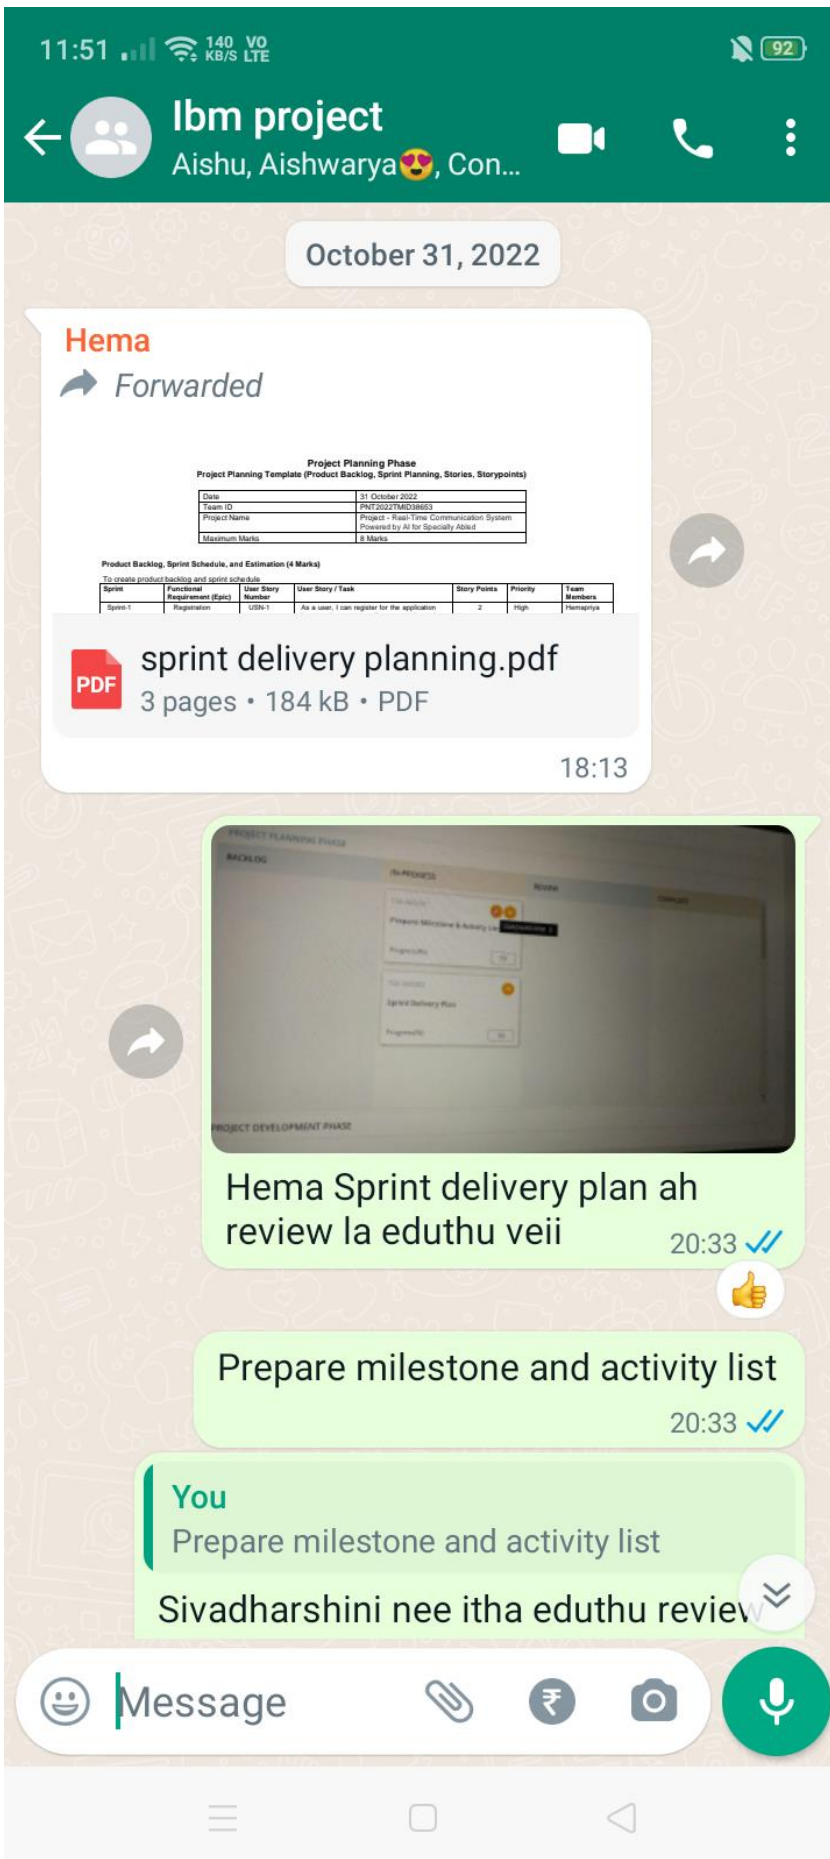 11:51 140 KB/S VO LTE 92
Ibm project
Aishu, Aishwarya😍, Con...
October 31, 2022
Hema
Forwarded
Project Planning Phase
Project Planning Template (Product Backlog, Sprint Planning, Stories, Storypoints)
Date 31 October 2022
Team ID PNT2022TMID38653
Project Name Project - Real-Time Communication System
Powered by AI for Specially Abled
Maximum Marks 8 Marks
Product Backlog, Sprint Schedule, and Estimation (4 Marks)
To create product backlog and sprint schedule
Sprint Functional Requirement (Epic) User Story Number User Story / Task Story Points Priority Team Members
Sprint-1 Registration USN-1 As a user, I can register for the application 2 High Hemapriya
PDF
sprint delivery planning.pdf
3 pages • 184 kB • PDF
18:13
PROJECT PLANNING PHASE
BACKLOG
IN-PROGRESS
REVIEW
Prepare Milestone & Activity List
Progress(%)
Sprint Delivery Plan
Progress(%)
PROJECT DEVELOPMENT PHASE
Hema Sprint delivery plan ah
review la eduthu veii
20:33
👍
Prepare milestone and activity list
20:33
You
Prepare milestone and activity list
Sivadharshini nee itha eduthu review
Message